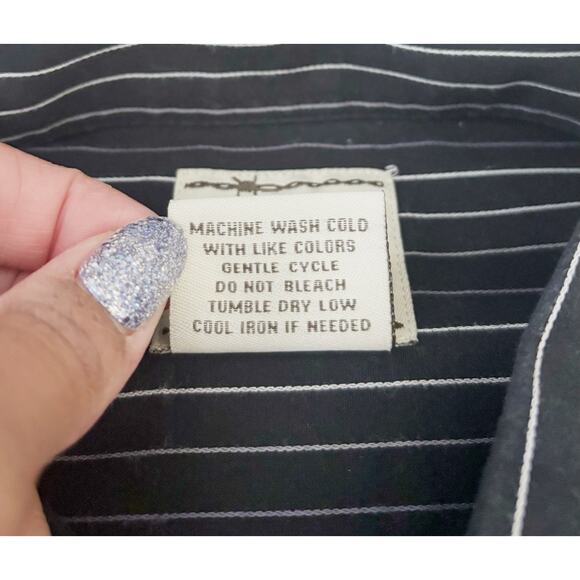 MACHINE WASH COLD
WITH LIKE COLORS
GENTLE CYCLE
DO NOT BLEACH
TUMBLE DRY LOW
COOL IRON IF NEEDED